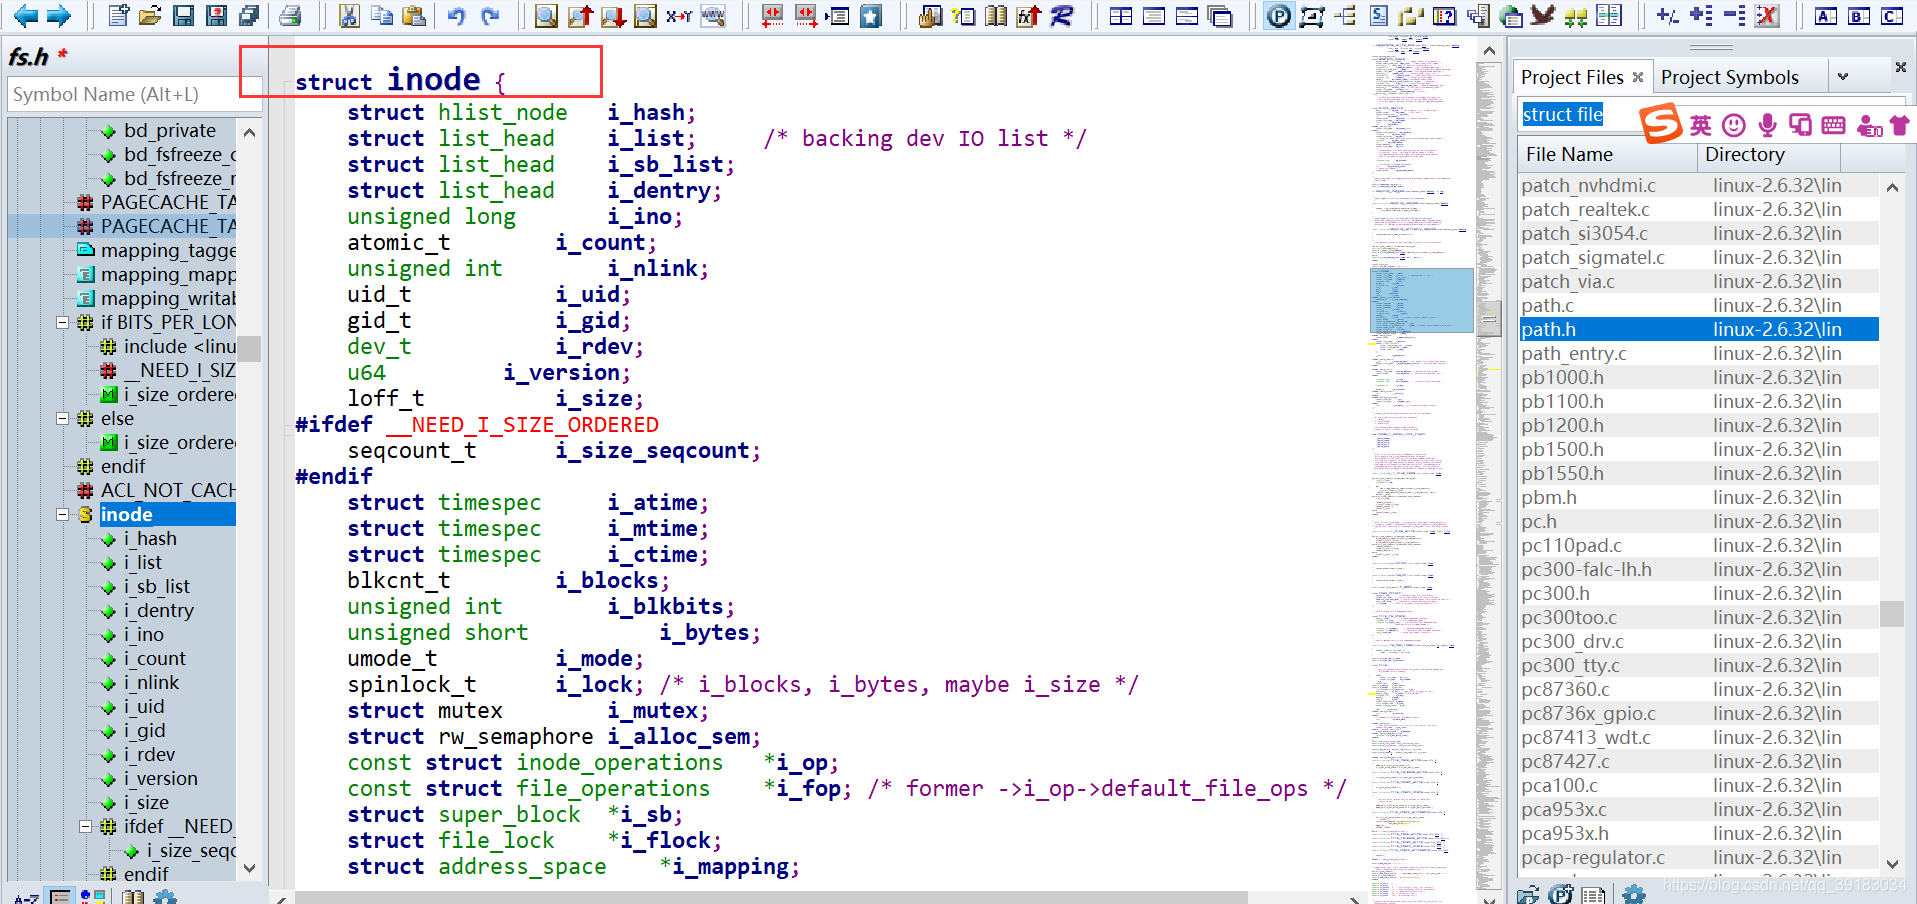 fs.h *
Symbol Name (Alt+L)
bd_private
bd_fsfreeze_
bd_fsfreeze_
PAGECACHE_TA
PAGECACHE_TA
mapping_tagge
mapping_mapp
mapping_writab
if BITS_PER_LON
include <linu
__NEED_I_SIZ
i_size_ordere
else
i_size_ordere
endif
ACL_NOT_CACH
inode
i_hash
i_list
i_sb_list
i_dentry
i_ino
i_count
i_nlink
i_uid
i_gid
i_rdev
i_version
i_size
ifdef __NEED_
i_size_seqc
endif
struct inode {
struct hlist_node i_hash;
struct list_head i_list; /* backing dev IO list */
struct list_head i_sb_list;
struct list_head i_dentry;
unsigned long i_ino;
atomic_t i_count;
unsigned int i_nlink;
uid_t i_uid;
gid_t i_gid;
dev_t i_rdev;
u64 i_version;
loff_t i_size;
#ifdef __NEED_I_SIZE_ORDERED
seqcount_t i_size_seqcount;
#endif
struct timespec i_atime;
struct timespec i_mtime;
struct timespec i_ctime;
blkcnt_t i_blocks;
unsigned int i_blkbits;
unsigned short i_bytes;
umode_t i_mode;
spinlock_t i_lock; /* i_blocks, i_bytes, maybe i_size */
struct mutex i_mutex;
struct rw_semaphore i_alloc_sem;
const struct inode_operations *i_op;
const struct file_operations *i_fop; /* former ->i_op->default_file_ops */
struct super_block *i_sb;
struct file_lock *i_flock;
struct address_space *i_mapping;
Project Files × Project Symbols
struct file
英
File Name Directory
patch_nvhdmi.c linux-2.6.32\lin
patch_realtek.c linux-2.6.32\lin
patch_si3054.c linux-2.6.32\lin
patch_sigmatel.c linux-2.6.32\lin
patch_via.c linux-2.6.32\lin
path.c linux-2.6.32\lin
path.h linux-2.6.32\lin
path_entry.c linux-2.6.32\lin
pb1000.h linux-2.6.32\lin
pb1100.h linux-2.6.32\lin
pb1200.h linux-2.6.32\lin
pb1500.h linux-2.6.32\lin
pb1550.h linux-2.6.32\lin
pbm.h linux-2.6.32\lin
pc.h linux-2.6.32\lin
pc110pad.c linux-2.6.32\lin
pc300-falc-lh.h linux-2.6.32\lin
pc300.h linux-2.6.32\lin
pc300too.c linux-2.6.32\lin
pc300_drv.c linux-2.6.32\lin
pc300_tty.c linux-2.6.32\lin
pc87360.c linux-2.6.32\lin
pc8736x_gpio.c linux-2.6.32\lin
pc87413_wdt.c linux-2.6.32\lin
pc87427.c linux-2.6.32\lin
pca100.c linux-2.6.32\lin
pca953x.c linux-2.6.32\lin
pca953x.h linux-2.6.32\lin
pcap-regulator.c linux-2.6.32\lin
https://blog.csdn.net/qq_39183034